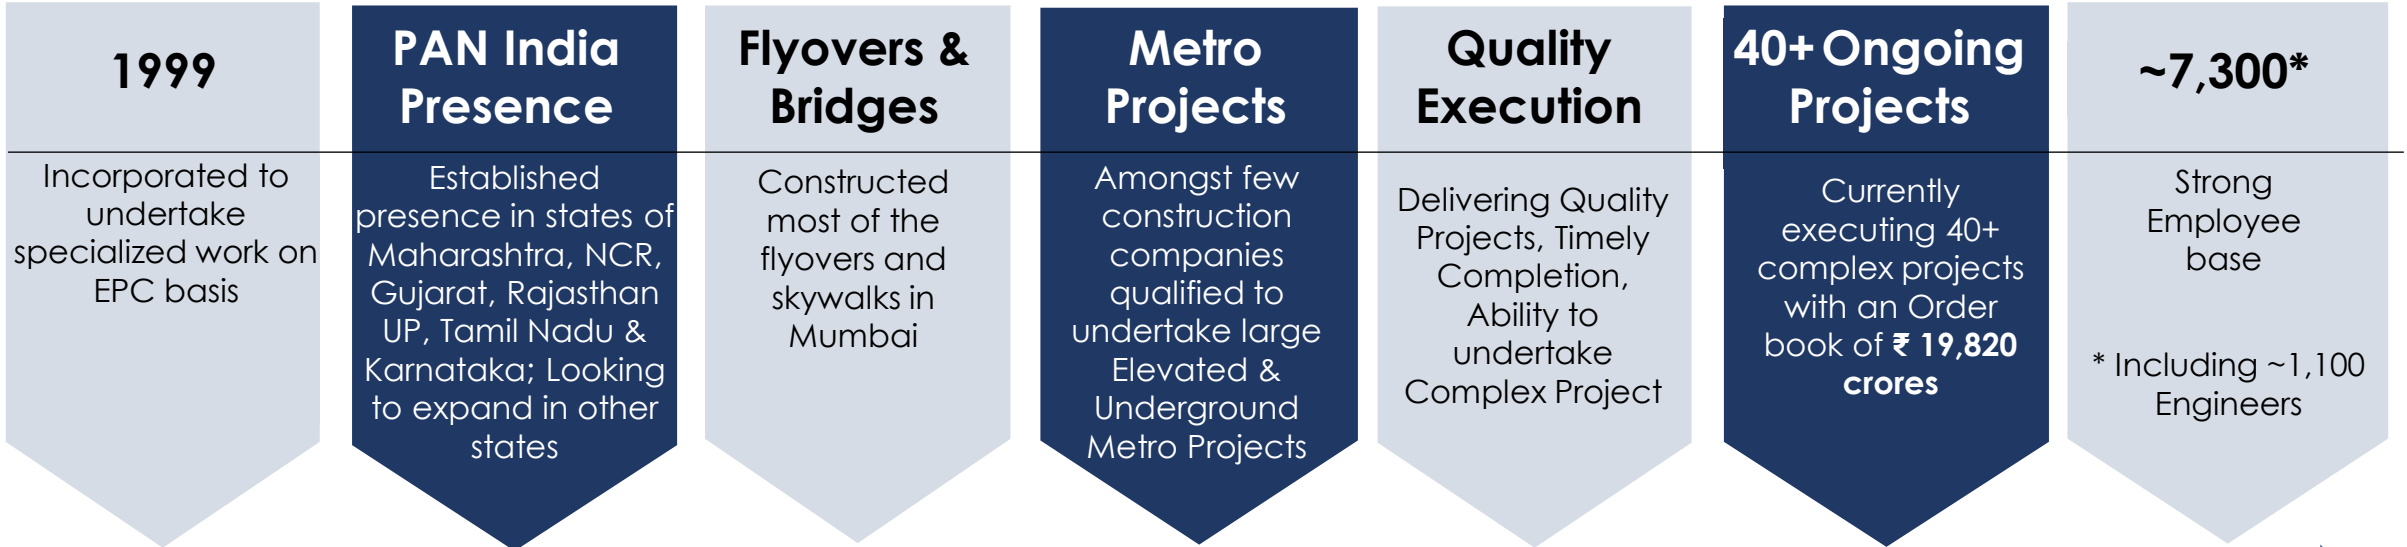 1999
Incorporated to
undertake
specialized work on
EPC basis
PAN India
Presence
Established
presence in states of
Maharashtra, NCR,
Gujarat, Rajasthan
UP, Tamil Nadu &
Karnataka; Looking
to expand in other
states
Flyovers &
Bridges
Constructed
most of the
flyovers and
skywalks in
Mumbai
Metro
Projects
Amongst few
construction
companies
qualified to
undertake large
Elevated &
Underground
Metro Projects
Quality
Execution
Delivering Quality
Projects, Timely
Completion,
Ability to
undertake
Complex Project
40+ Ongoing
Projects
Currently
executing 40+
complex projects
with an Order
book of ₹ 19,820
crores
~7,300*
Strong
Employee
base
* Including ~1,100
Engineers